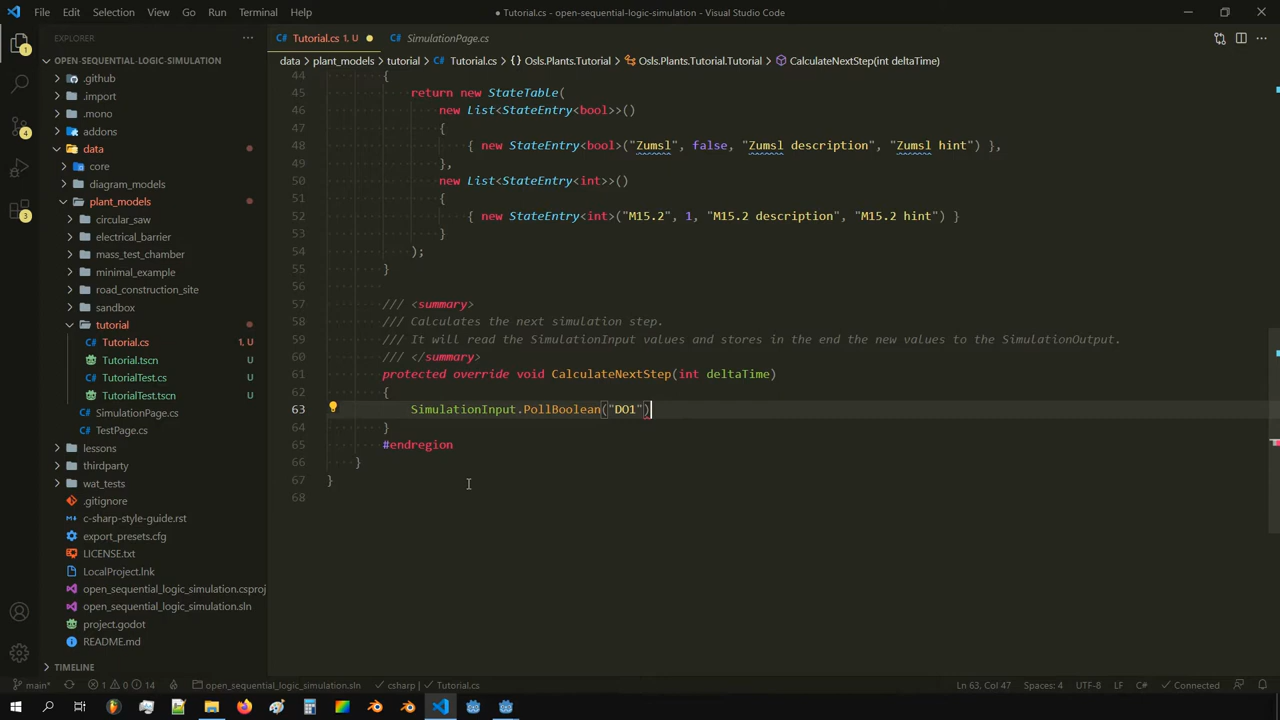 File Edit Selection View Go Run Terminal Help
● Tutorial.cs - open-sequential-logic-simulation - Visual Studio Code
EXPLORER
OPEN-SEQUENTIAL-LOGIC-SIMULATION
.github
.import
.mono
addons
data
core
diagram_models
plant_models
circular_saw
electrical_barrier
mass_test_chamber
minimal_example
road_construction_site
sandbox
tutorial
Tutorial.cs 1, U
Tutorial.tscn U
TutorialTest.cs U
TutorialTest.tscn U
SimulationPage.cs
TestPage.cs
lessons
thirdparty
wat_tests
.gitignore
c-sharp-style-guide.rst
export_presets.cfg
LICENSE.txt
LocalProject.lnk
open_sequential_logic_simulation.csproj
open_sequential_logic_simulation.sln
project.godot
README.md
TIMELINE
1
4
3
Tutorial.cs 1, U ●
SimulationPage.cs
data > plant_models > tutorial > Tutorial.cs > {} Osls.Plants.Tutorial > Osls.Plants.Tutorial.Tutorial > CalculateNextStep(int deltaTime)
44 {
45 return new StateTable(
46 new List<StateEntry<bool>>()
47 {
48 { new StateEntry<bool>("Zumsl", false, "Zumsl description", "Zumsl hint") },
49 },
50 new List<StateEntry<int>>()
51 {
52 { new StateEntry<int>("M15.2", 1, "M15.2 description", "M15.2 hint") }
53 }
54 );
55 }
56
57 /// <summary>
58 /// Calculates the next simulation step.
59 /// It will read the SimulationInput values and stores in the end the new values to the SimulationOutput.
60 /// </summary>
61 protected override void CalculateNextStep(int deltaTime)
62 {
63 SimulationInput.PollBoolean("DO1")
64 }
65 #endregion
66 }
67 }
68
main* 1 0 14 open_sequential_logic_simulation.sln csharp Tutorial.cs Ln 63, Col 47 Spaces: 4 UTF-8 LF C# Connected